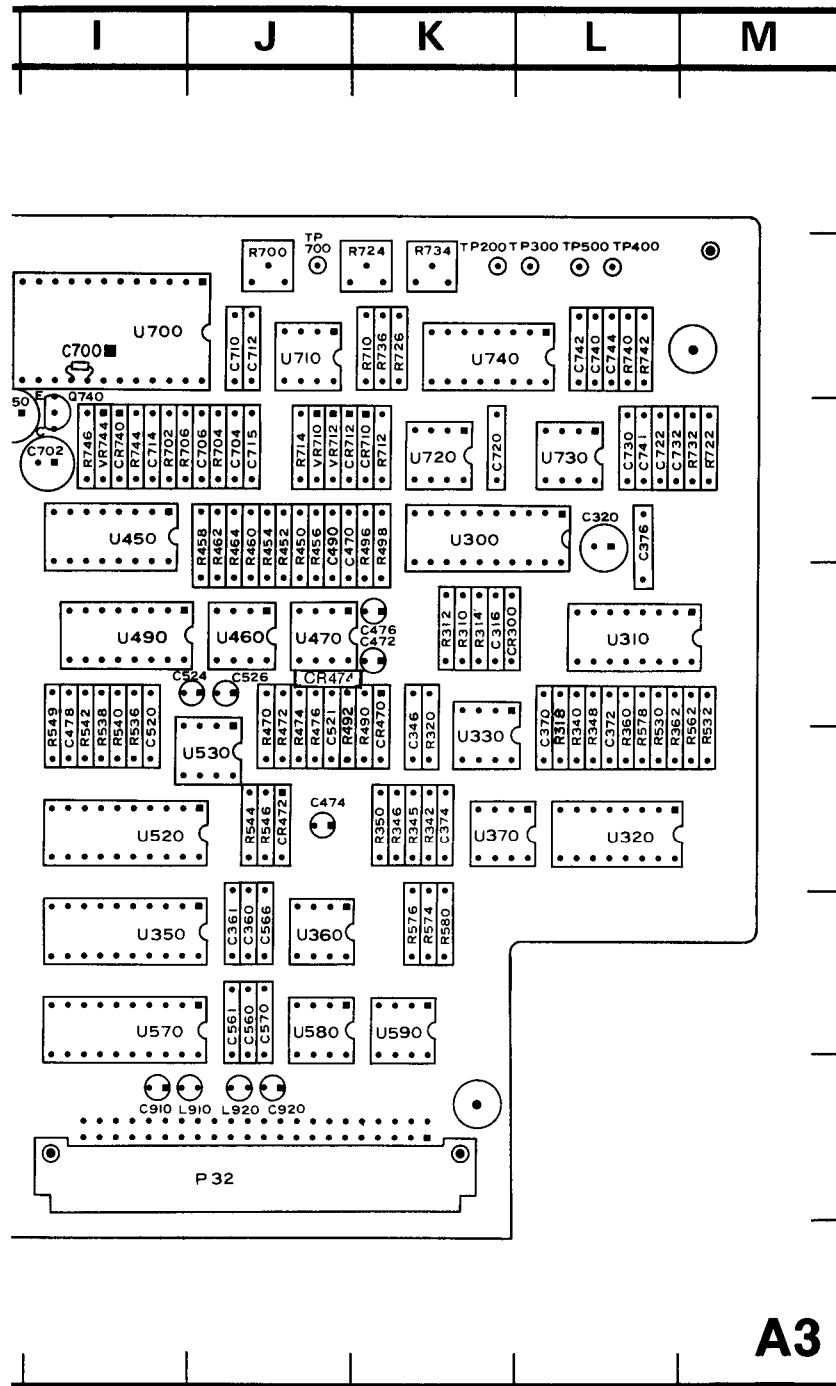 I J K L M
TP
R700 700 R724 R734 TP200 TP300 TP500 TP400
U700
C700
C710 C712 U710 R710 R736 R726 U740 C742 C740 C744 R740 R742
50 E Q740
C
C702
R746 VR744 CR740 R744 C714 R702 R706 C706 R704 C704 C715 R714 VR710 VR712 CR712 CR710 R712 U720 C720 U730 C730 C741 C722 C732 R732 R722
U450 R458 R462 R464 R460 R454 R452 R450 R456 C490 C470 R496 R498 U300 C320 C376
U490 U460 U470 C476 R312 R310 R314 C316 CR300 U310
C472
C524 C526 CR474
R549 C478 R542 R538 R540 R536 C520 U530 R470 R472 R474 R476 C521 R492 R490 CR470 C346 R320 U330 C370 R318 R340 R348 C372 R360 R578 R530 R362 R562 R532
U520 R544 R546 CR472 C474 R350 R346 R345 R342 C374 U370 U320
U350 C361 C360 C566 U360 R576 R574 R580
U570 C561 C560 C570 U580 U590
C910 L910 L920 C920
P32
A3